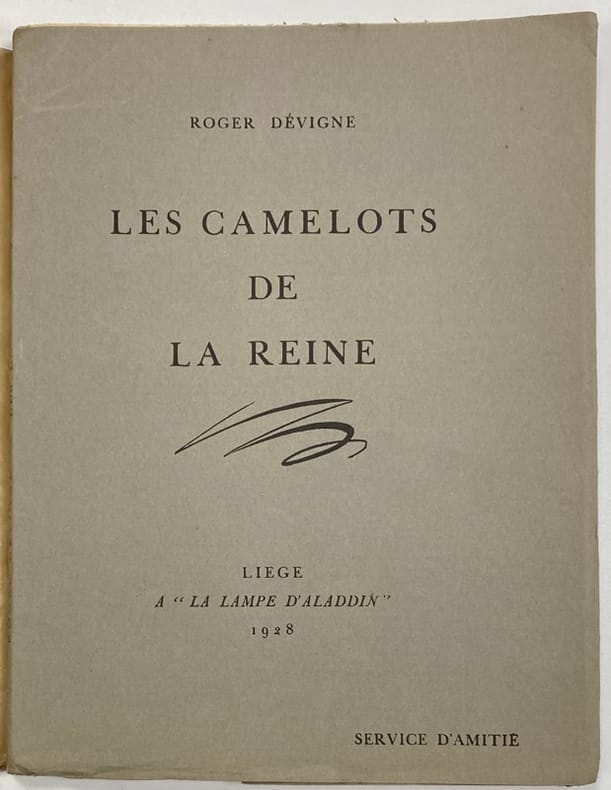 ROGER DÉVIGNE
LES CAMELOTS
DE
LA REINE
LIEGE
A “ LA LAMPE D'ALADDIN ”
1928
SERVICE D'AMITIÉ